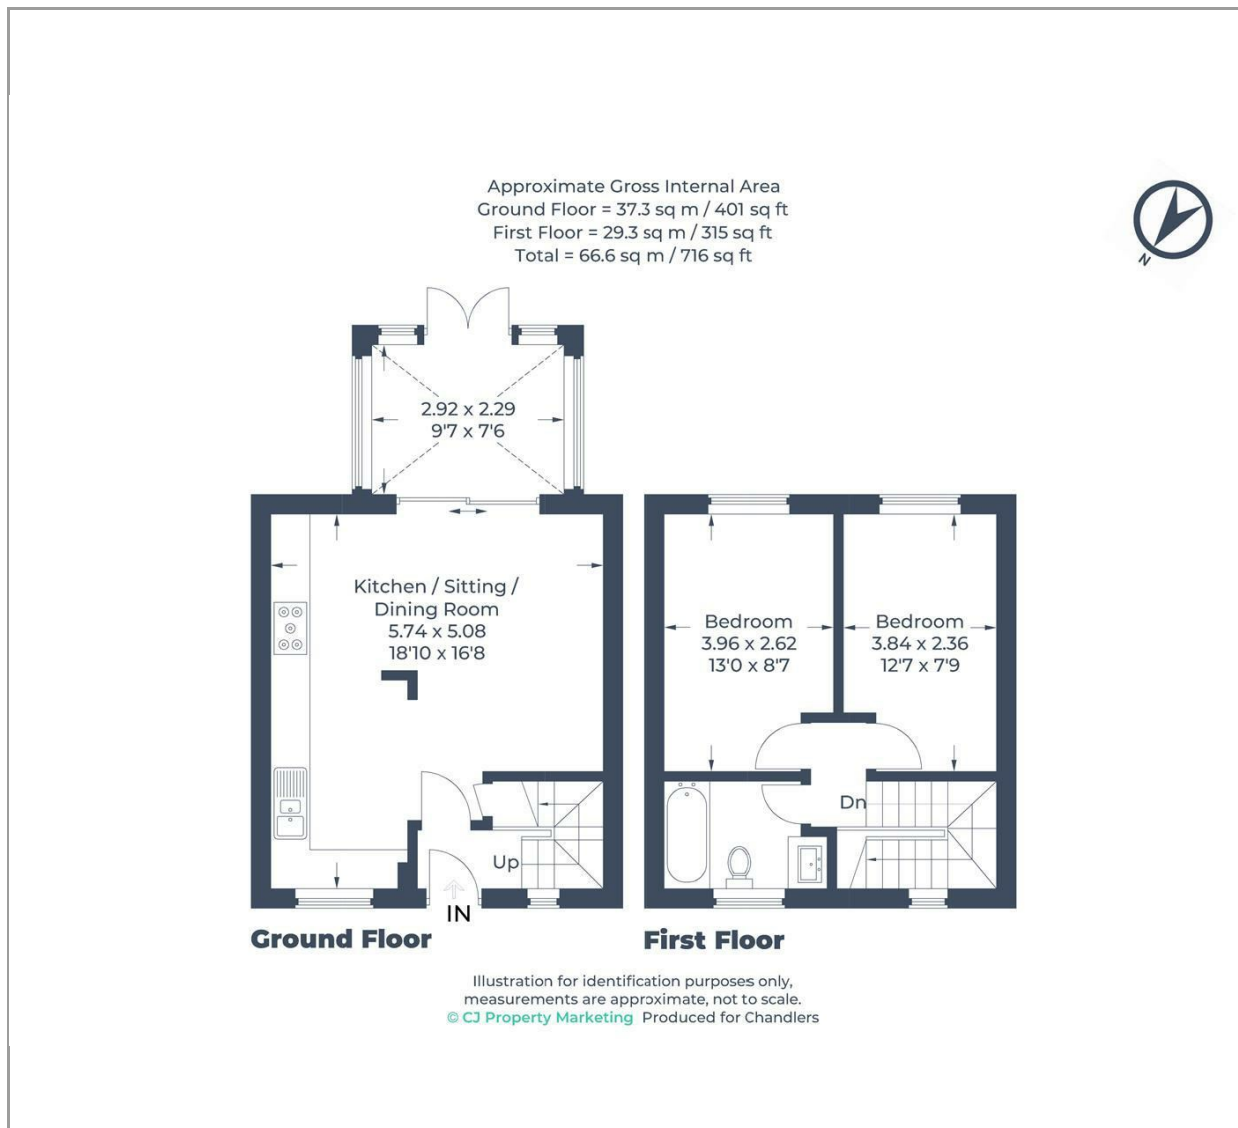 Approximate Gross Internal Area
Ground Floor = 37.3 sq m / 401 sq ft
First Floor = 29.3 sq m / 315 sq ft
Total = 66.6 sq m / 716 sq ft
N
2.92 x 2.29
9'7 x 7'6
Kitchen / Sitting /
Dining Room
5.74 x 5.08
18'10 x 16'8
Bedroom
3.96 x 2.62
13'0 x 8'7
Bedroom
3.84 x 2.36
12'7 x 7'9
Dn
Up
IN
Ground Floor
First Floor
Illustration for identification purposes only,
measurements are approximate, not to scale.
© CJ Property Marketing Produced for Chandlers